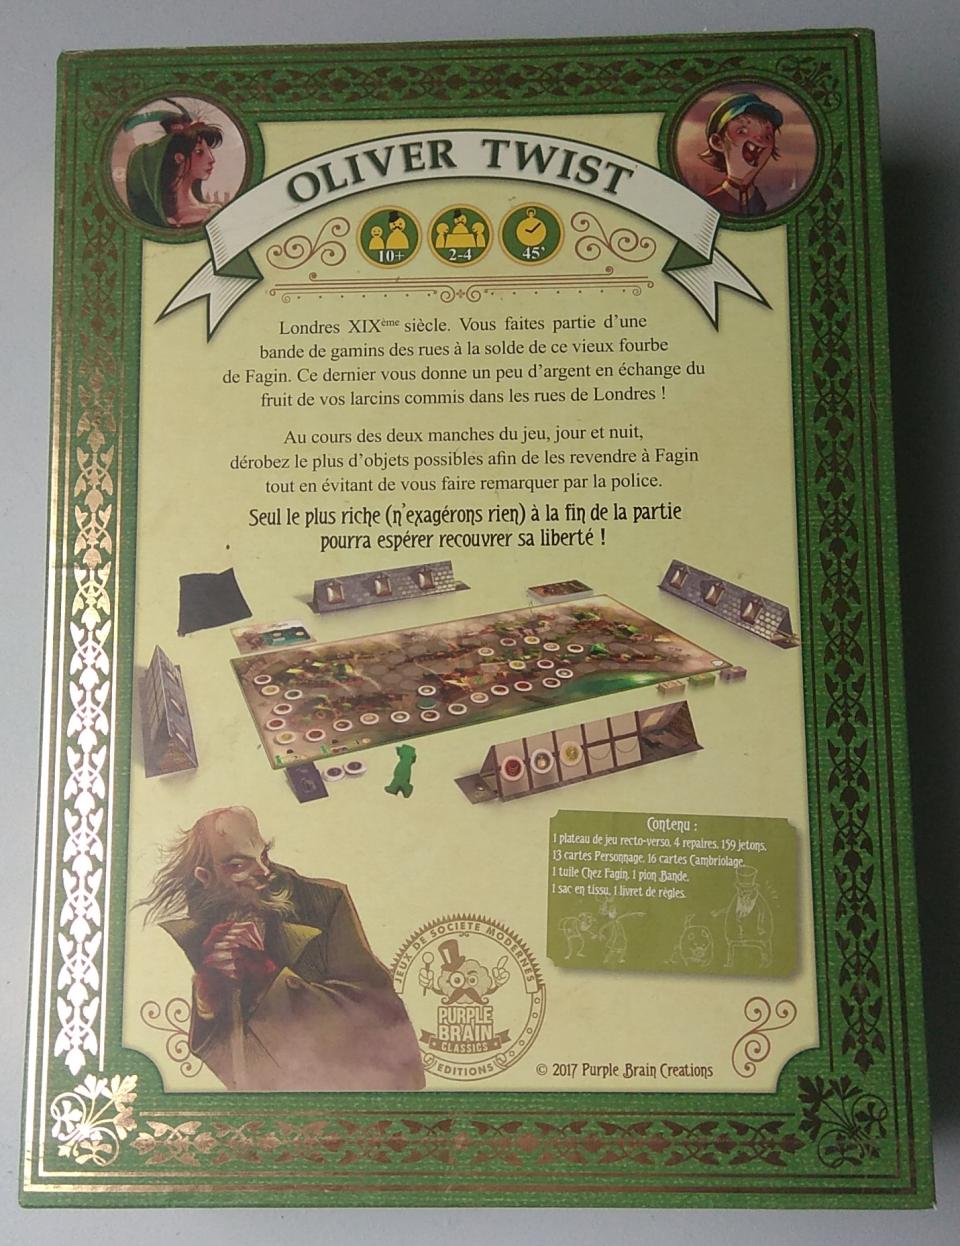 OLIVER TWIST
10+
2-4
45'
Londres XIXème siècle. Vous faites partie d'une
bande de gamins des rues à la solde de ce vieux fourbe
de Fagin. Ce dernier vous donne un peu d'argent en échange du
fruit de vos larcins commis dans les rues de Londres !
Au cours des deux manches du jeu, jour et nuit,
dérobez le plus d'objets possibles afin de les revendre à Fagin
tout en évitant de vous faire remarquer par la police.
Seul le plus riche (n'exagérons rien) à la fin de la partie
pourra espérer recouvrer sa liberté !
Contenu :
1 plateau de jeu recto-verso, 4 repaires, 159 jetons,
13 cartes Personnage, 16 cartes Cambriolage,
1 tuile Chez Fagin, 1 pion Bande,
1 sac en tissu, 1 livret de règles.
JEUX DE SOCIETE MODERNES
PURPLE
BRAIN
CLASSICS
EDITIONS
© 2017 Purple Brain Creations